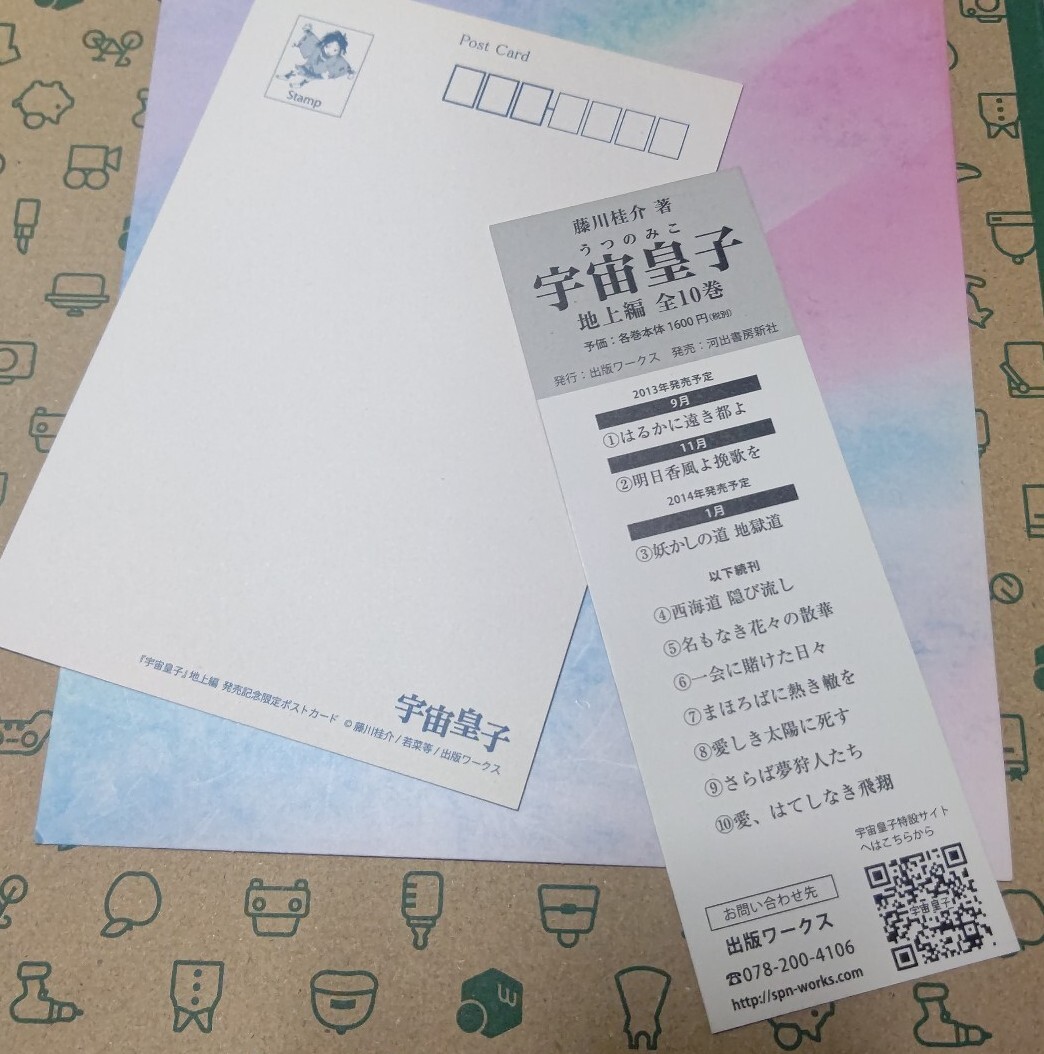 Post Card
Stamp
『宇宙皇子』地上編 発売記念限定ポストカード © 藤川桂介/若菜等/出版ワークス
宇宙皇子
藤川桂介 著
うつのみこ
宇宙皇子
地上編 全10巻
予価：各巻本体1600円(税別)
発行：出版ワークス 発売：河出書房新社
2013年発売予定
9月
①はるかに遠き都よ
11月
②明日香風よ挽歌を
2014年発売予定
1月
③妖かしの道 地獄道
以下続刊
④西海道 隠び流し
⑤名もなき花々の散華
⑥一会に賭けた日々
⑦まほろばに熱き轍を
⑧愛しき太陽に死す
⑨さらば夢狩人たち
⑩愛、はてしなき飛翔
宇宙皇子特設サイト
へはこちらから
宇宙皇子
お問い合わせ先
出版ワークス
☎078-200-4106
http://spn-works.com
W